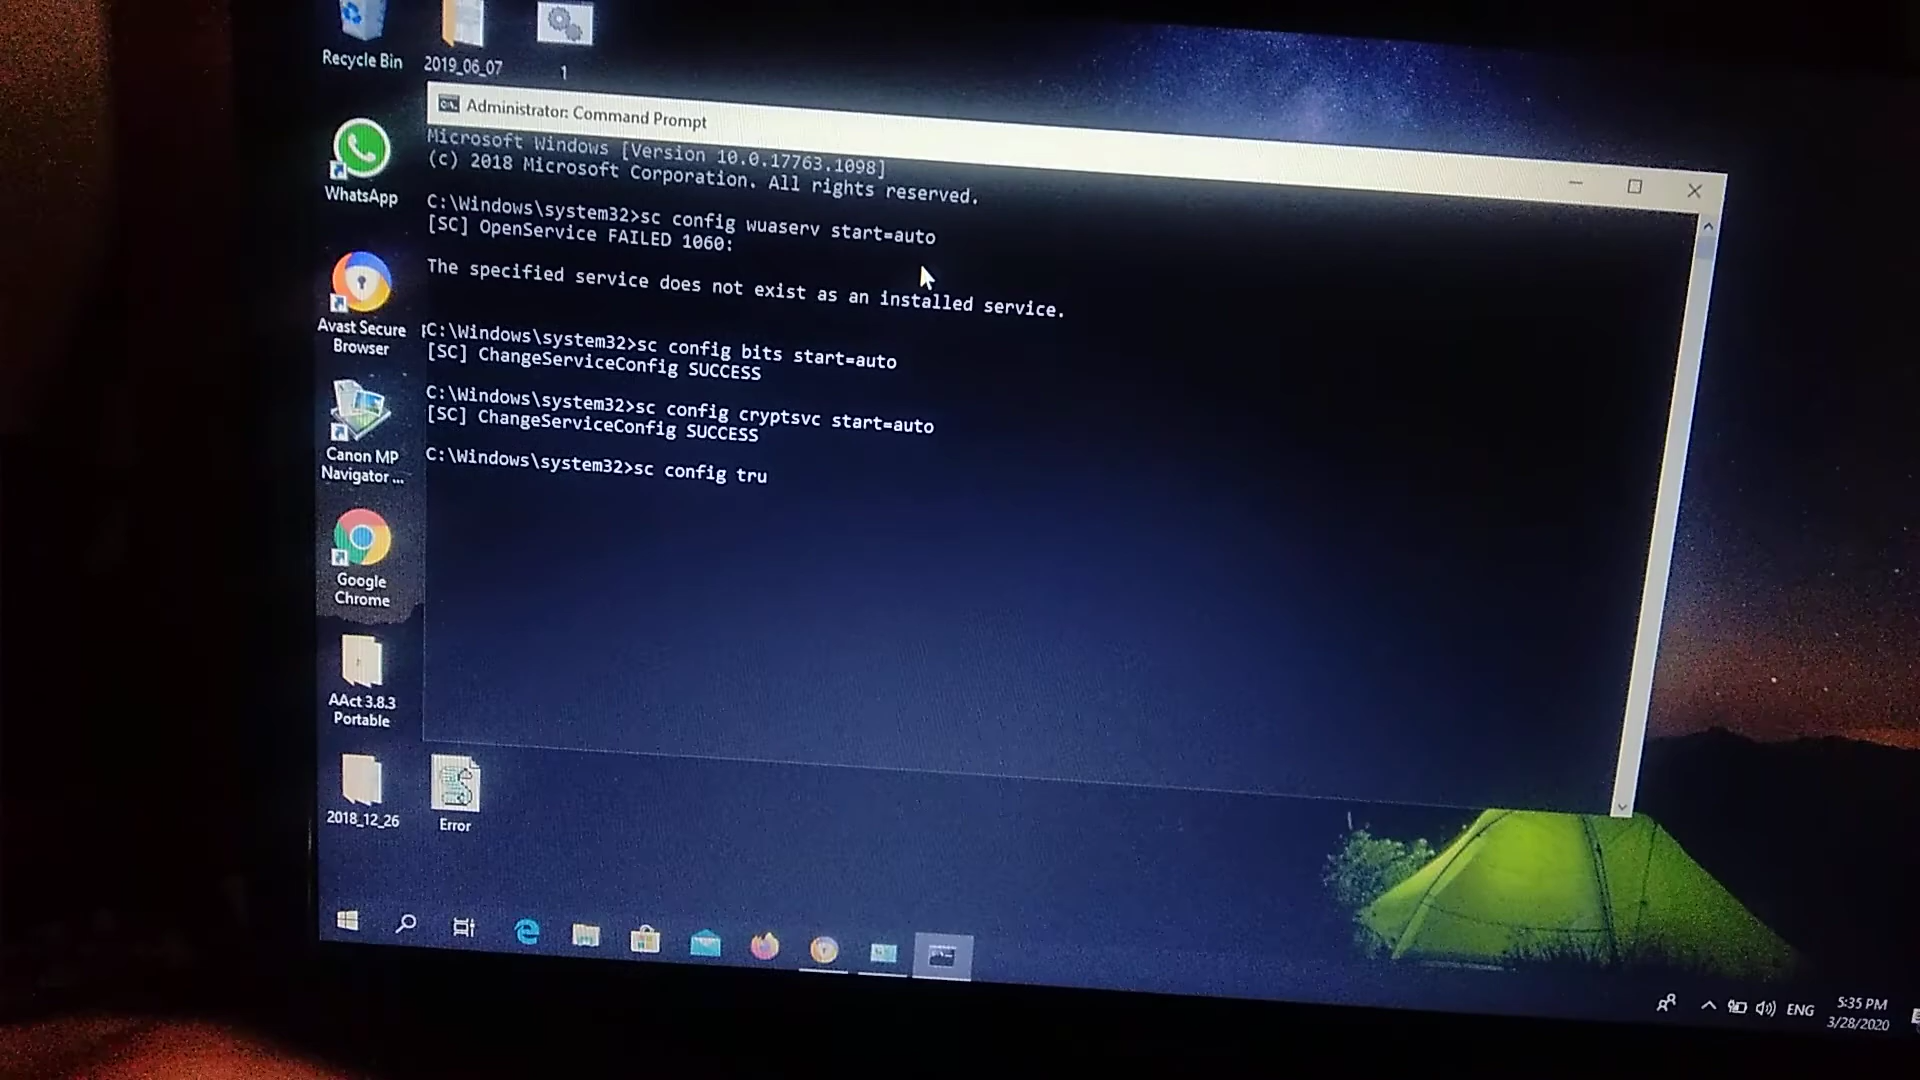 Recycle Bin
2019_06_07
1
Administrator: Command Prompt
Microsoft Windows [Version 10.0.17763.1098]
(c) 2018 Microsoft Corporation. All rights reserved.
C:\Windows\system32>sc config wuaserv start=auto
[SC] OpenService FAILED 1060:
The specified service does not exist as an installed service.
C:\Windows\system32>sc config bits start=auto
[SC] ChangeServiceConfig SUCCESS
C:\Windows\system32>sc config cryptsvc start=auto
[SC] ChangeServiceConfig SUCCESS
C:\Windows\system32>sc config tru
WhatsApp
Avast Secure
Browser
Canon MP
Navigator ...
Google
Chrome
AAct 3.8.3
Portable
2018_12_26
Error
ENG
5:35 PM
3/28/2020